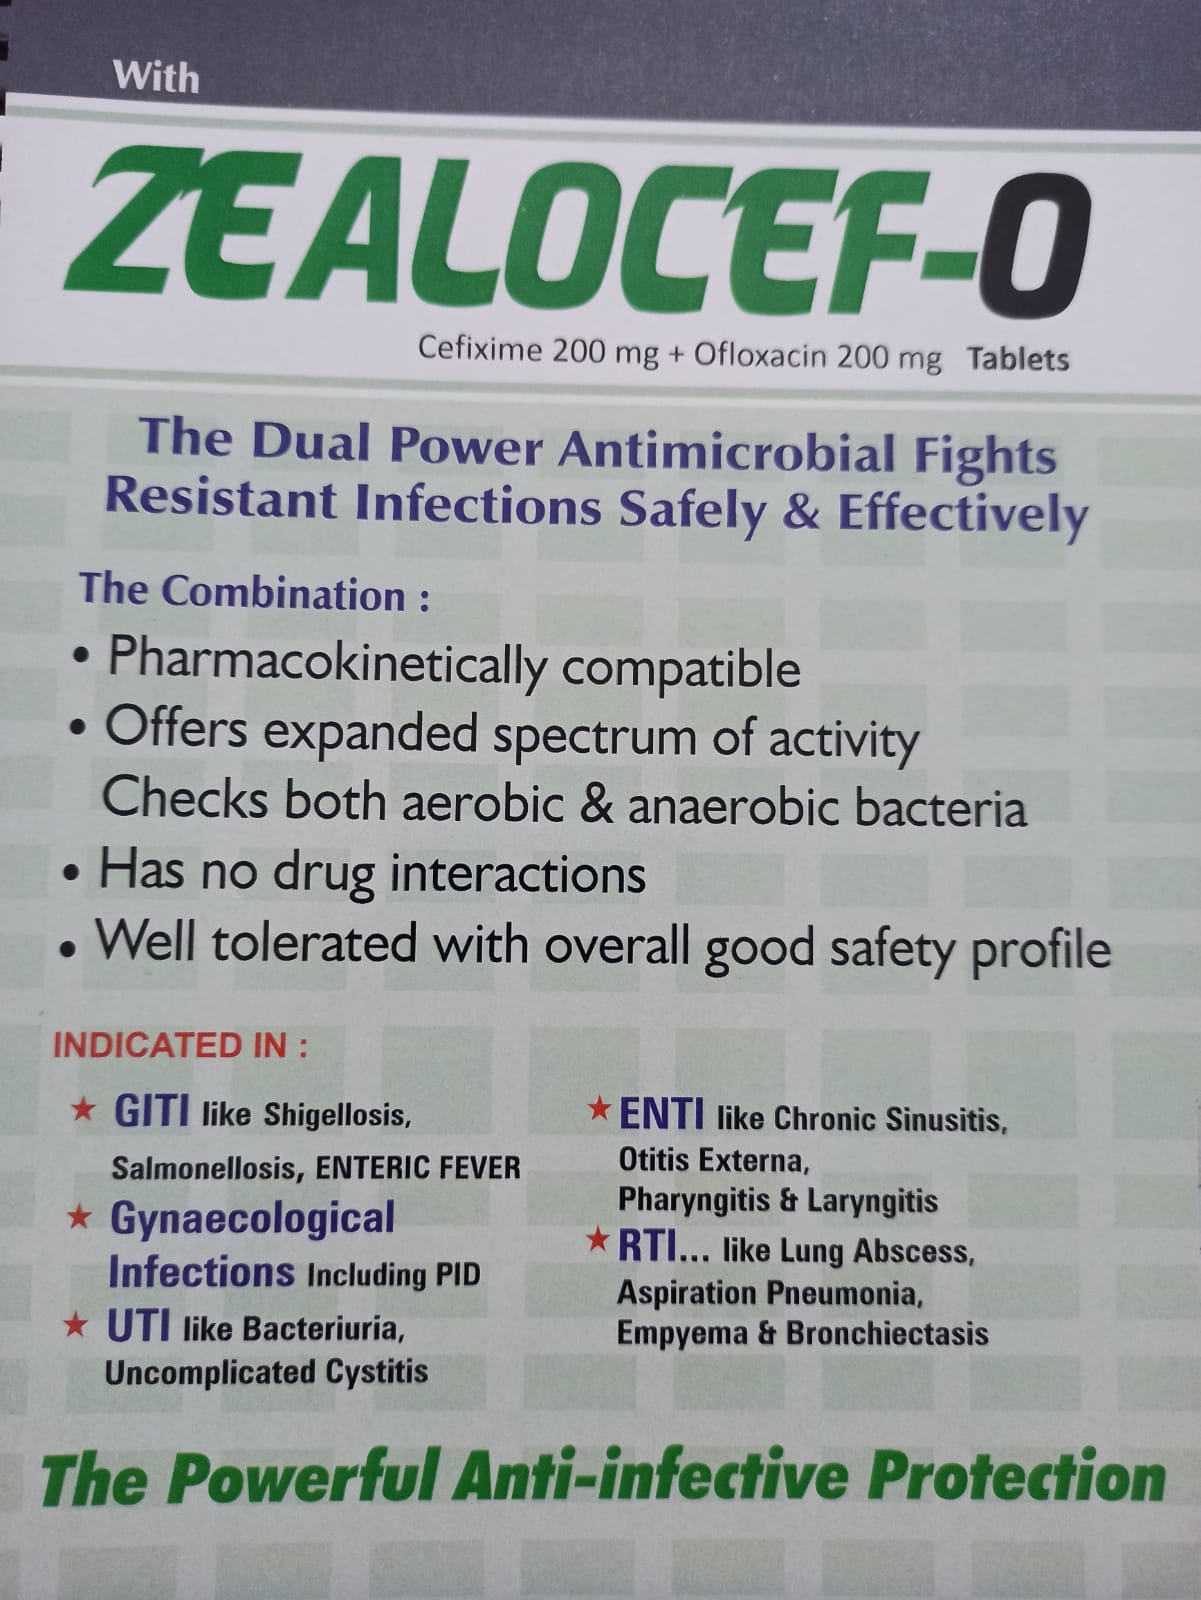 With
ZEALOCEF-O
Cefixime 200 mg + Ofloxacin 200 mg Tablets
The Dual Power Antimicrobial Fights
Resistant Infections Safely & Effectively
The Combination :
• Pharmacokinetically compatible
• Offers expanded spectrum of activity
Checks both aerobic & anaerobic bacteria
• Has no drug interactions
• Well tolerated with overall good safety profile
INDICATED IN :
★ GITI like Shigellosis,
Salmonellosis, ENTERIC FEVER
★ Gynaecological
Infections Including PID
★ UTI like Bacteriuria,
Uncomplicated Cystitis
★ ENTI like Chronic Sinusitis,
Otitis Externa,
Pharyngitis & Laryngitis
★ RTI... like Lung Abscess,
Aspiration Pneumonia,
Empyema & Bronchiectasis
The Powerful Anti-infective Protection